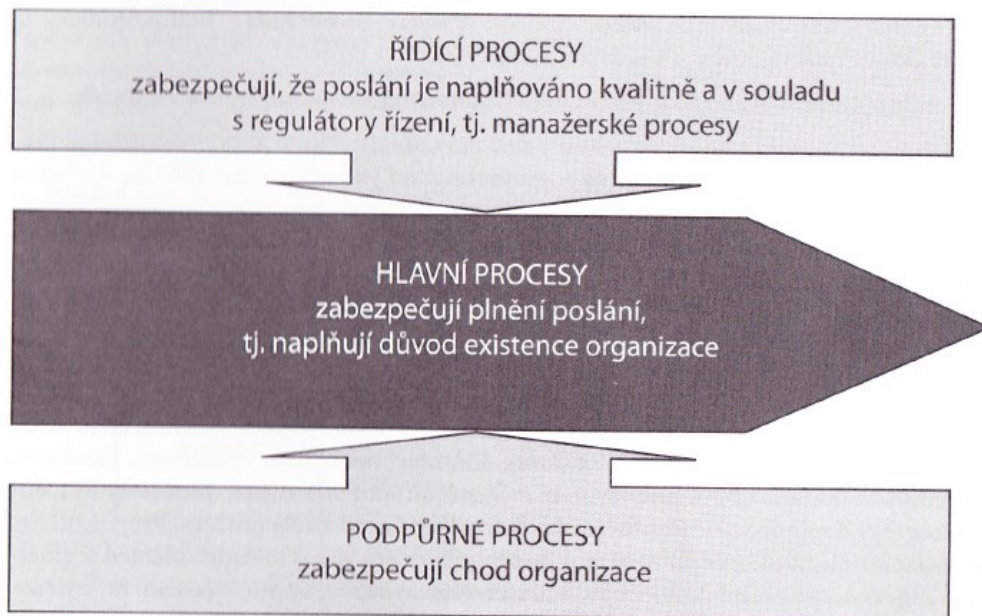 ŘÍDÍCÍ PROCESY
zabezpečují, že poslání je naplňováno kvalitně a v souladu
s regulátory řízení, tj. manažerské procesy
HLAVNÍ PROCESY
zabezpečují plnění poslání,
tj. naplňují důvod existence organizace
PODPŮRNÉ PROCESY
zabezpečují chod organizace